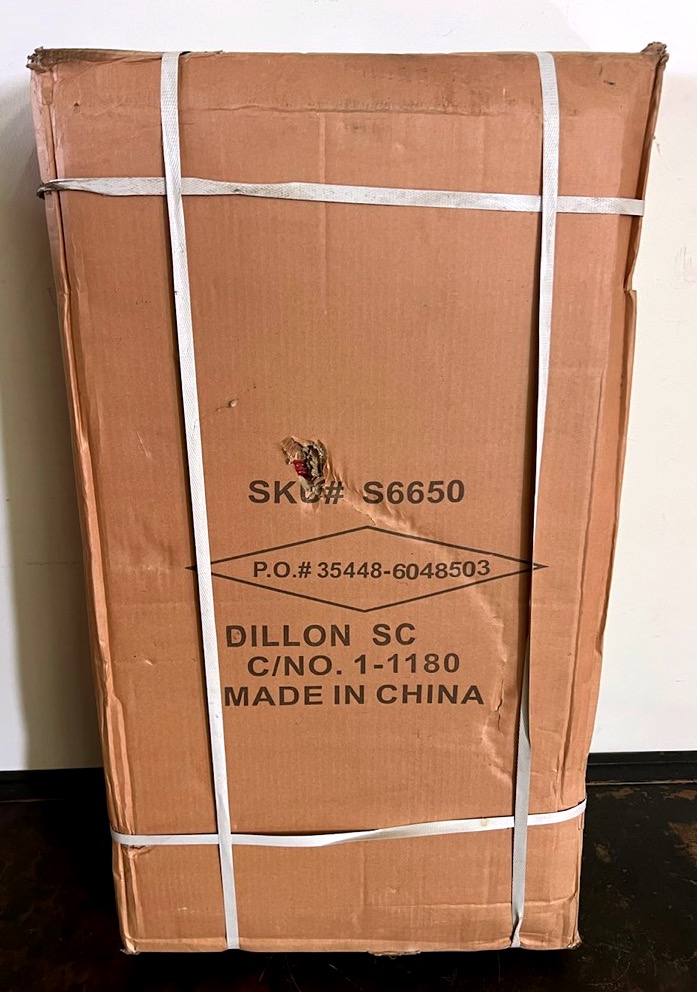 SKU# S6650
P.O.# 35448-6048503
DILLON SC
C/NO. 1-1180
MADE IN CHINA